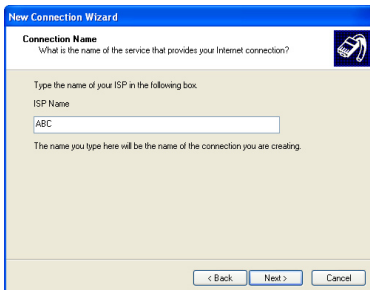 New Connection Wizard
Connection Name
What is the name of the service that provides your Internet connection?
Type the name of your ISP in the following box.
ISP Name
ABC
The name you type here will be the name of the connection you are creating.
< Back
Next >
Cancel